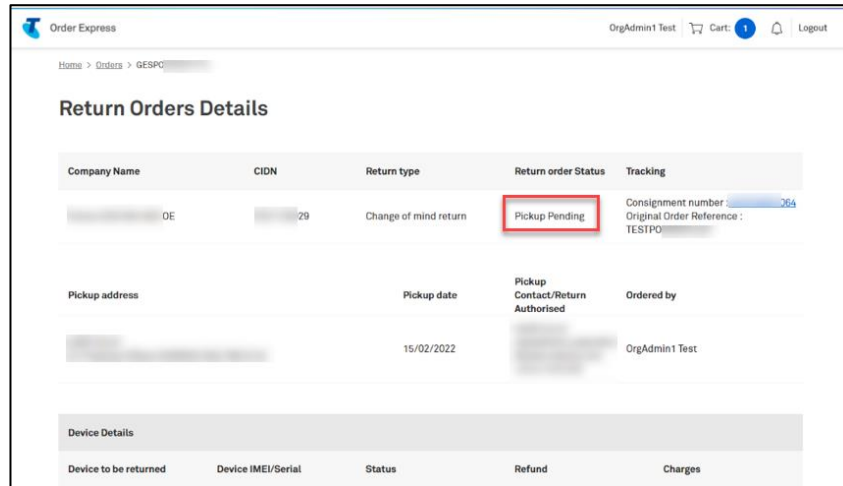 Order Express
OrgAdmin1 Test Cart: 1 Logout
Home > Orders > GESPO
Return Orders Details
Company Name CIDN Return type Return order Status Tracking
OE 29 Change of mind return Pickup Pending Consignment number : 064
Original Order Reference :
TESTPO
Pickup address Pickup date Pickup Contact/Return Authorised Ordered by
15/02/2022 OrgAdmin1 Test
Device Details
Device to be returned Device IMEI/Serial Status Refund Charges